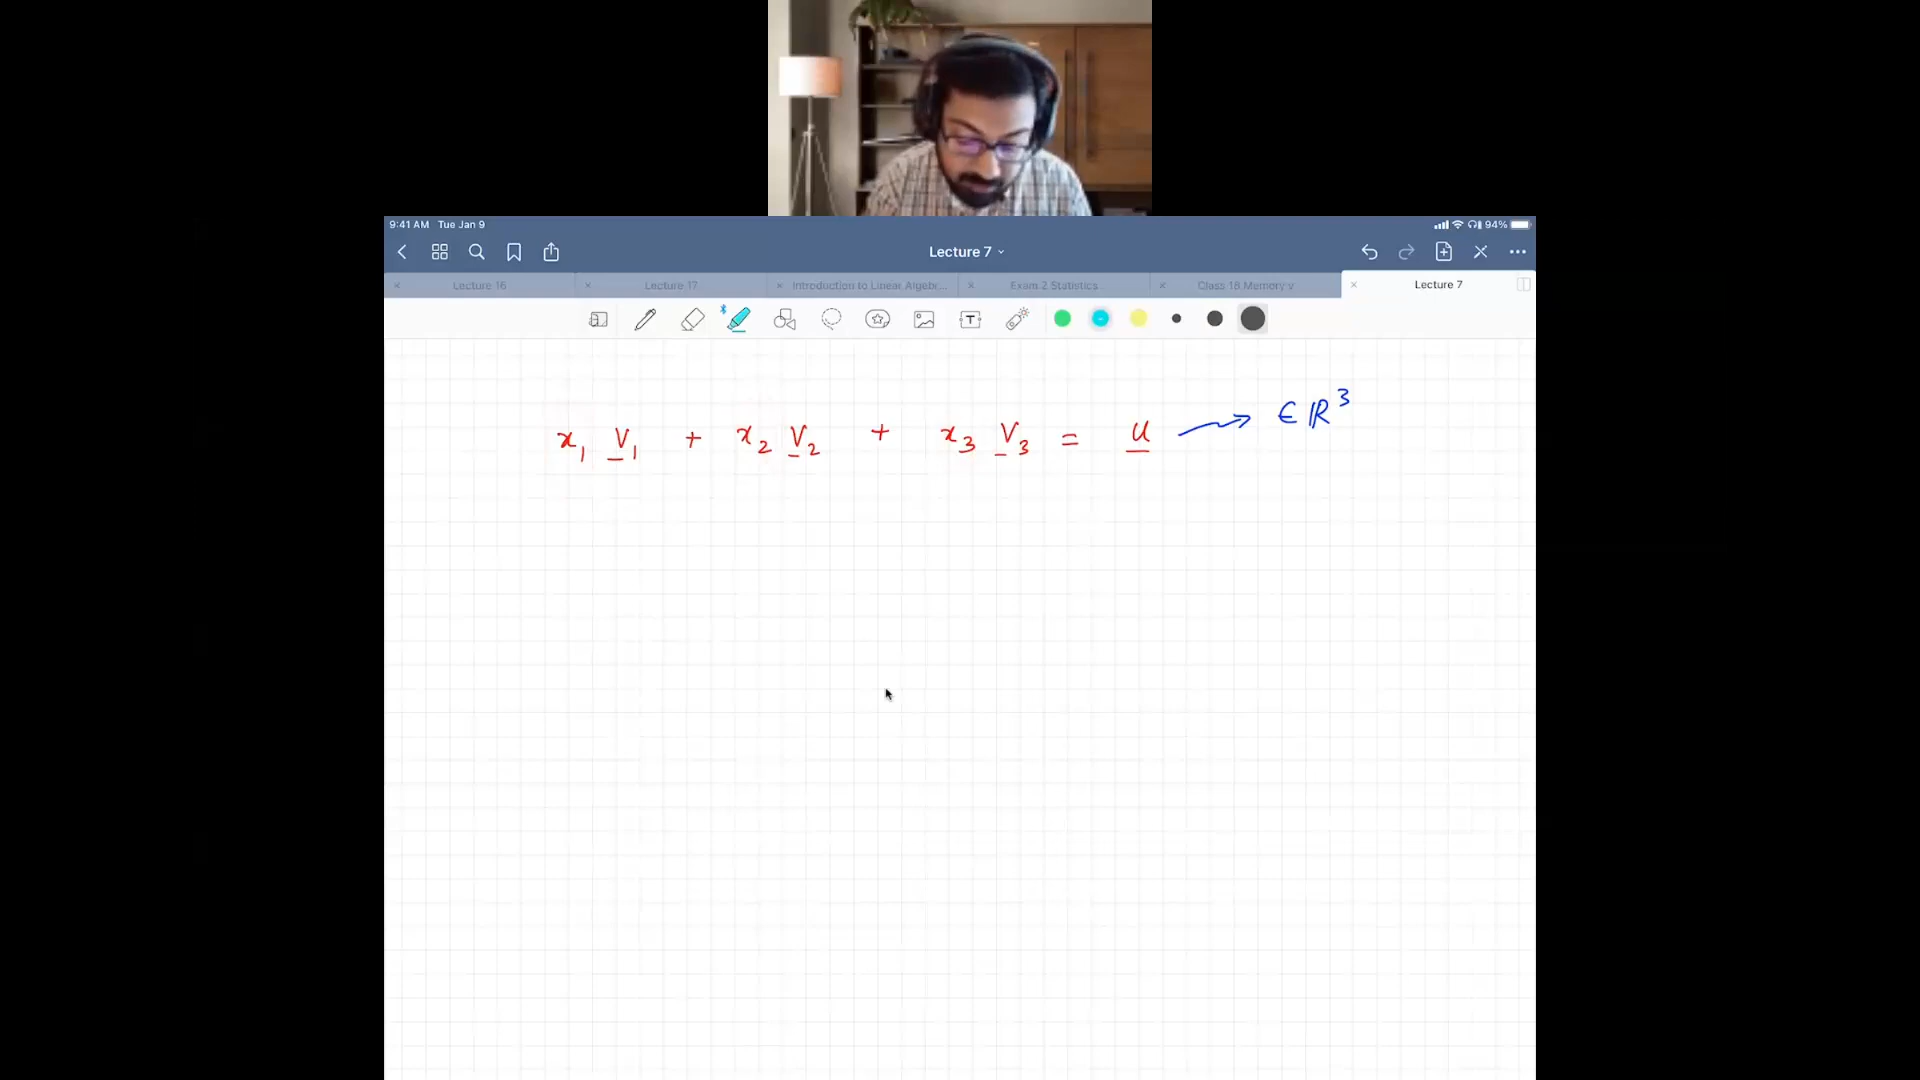 9:41 AM Tue Jan 9 94%
Lecture 7
Lecture 16 Lecture 17 Introduction to Linear Algebr... Exam 2 Statistics Class 18 Memory v Lecture 7
T
x₁ V₁ + x₂ V₂ + x₃ V₃ = u → ∈ ℝ³